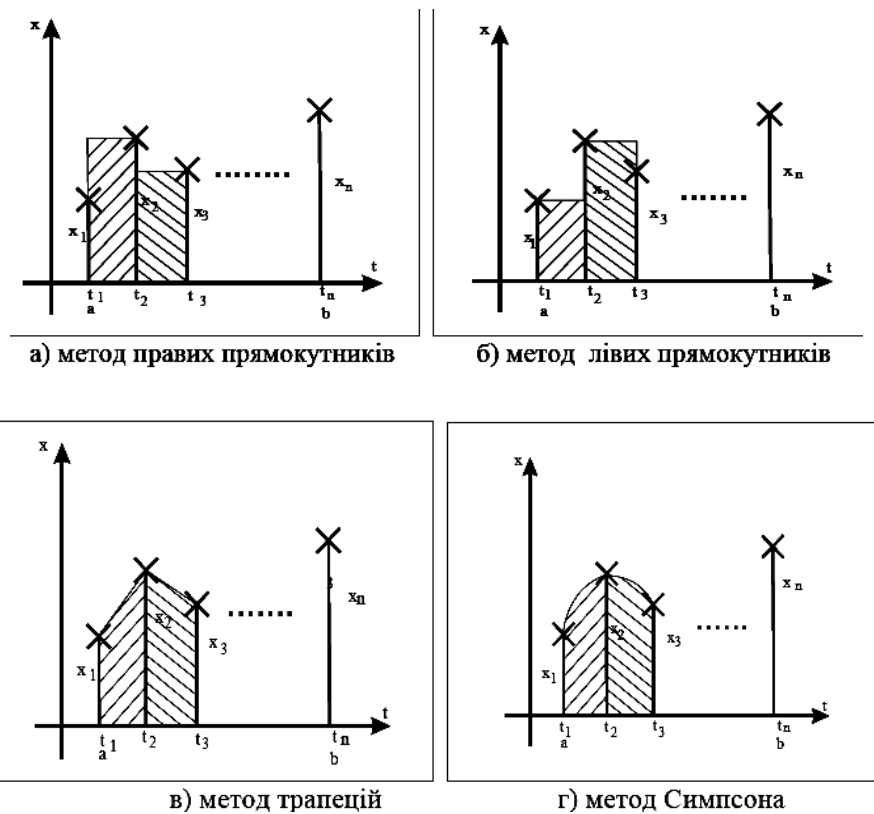 x
x
x₁
x₂
x₃
xₙ
t
t₁
t₂
t₃
tₙ
a
b
x₁
x₂
x₃
xₙ
t
t₁
t₂
t₃
tₙ
a
b
а) метод правих прямокутників
б) метод лівих прямокутників
x
x
x₁
x₂
x₃
xₙ
t
t₁
t₂
t₃
tₙ
a
b
x₁
x₂
x₃
xₙ
t
t₁
t₂
t₃
tₙ
a
b
в) метод трапецій
г) метод Симпсона